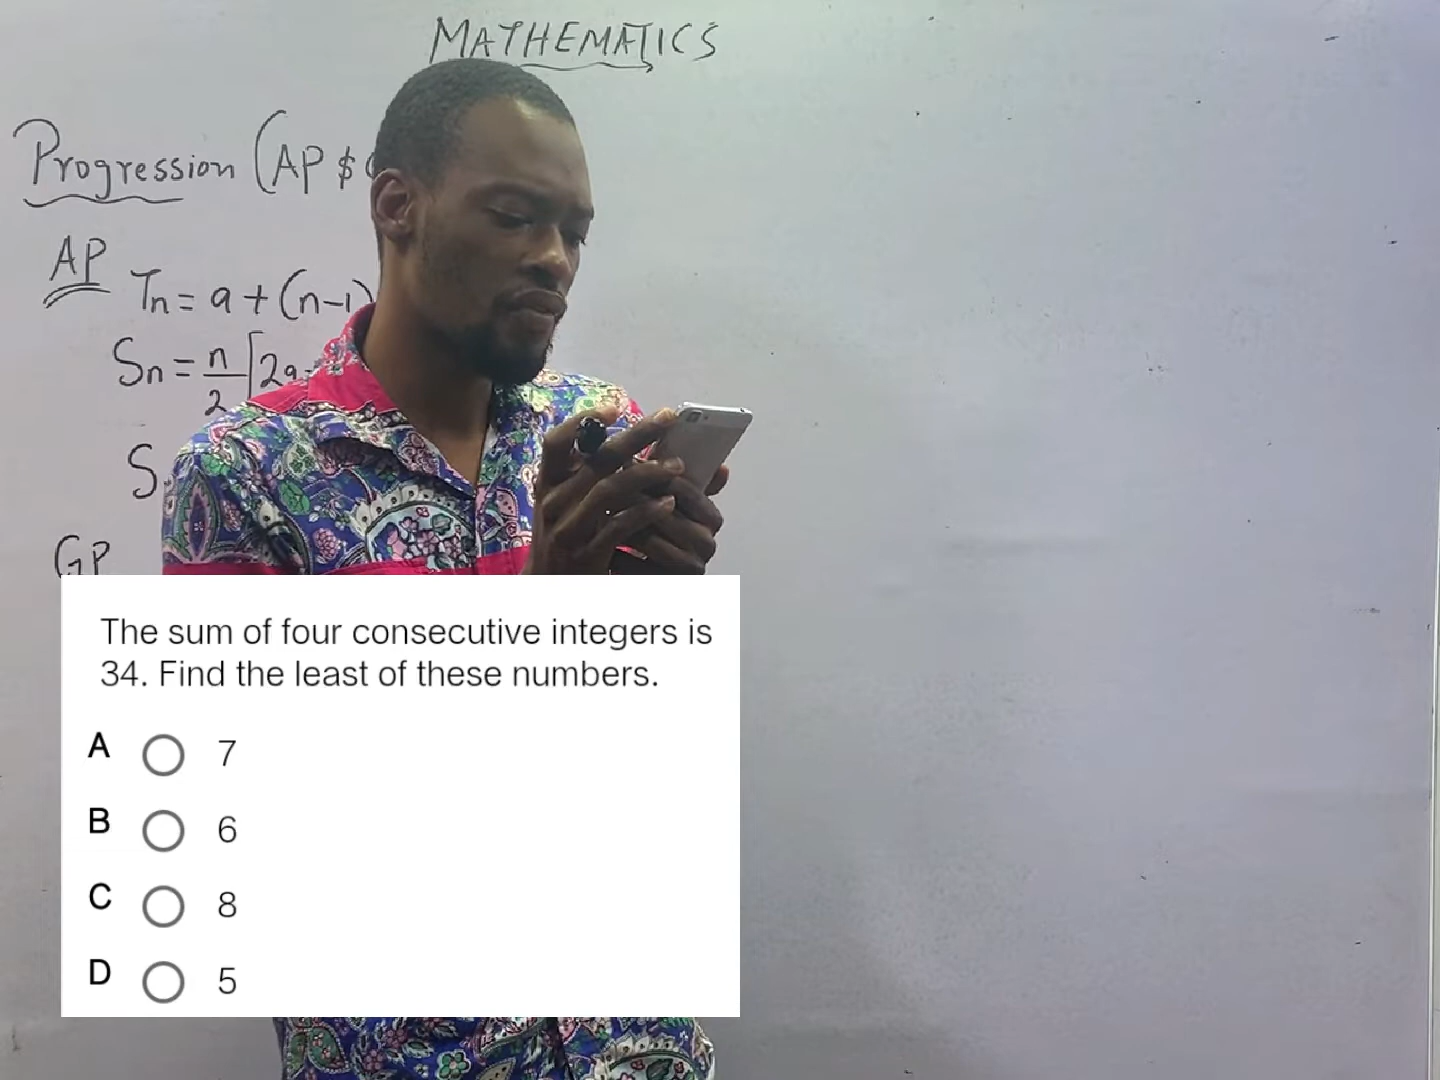 MATHEMATICS
Progression (AP $
AP
Tn = a + (n-1)
Sn = n/2 [2a
S
GP
The sum of four consecutive integers is
34. Find the least of these numbers.
A 7
B 6
C 8
D 5